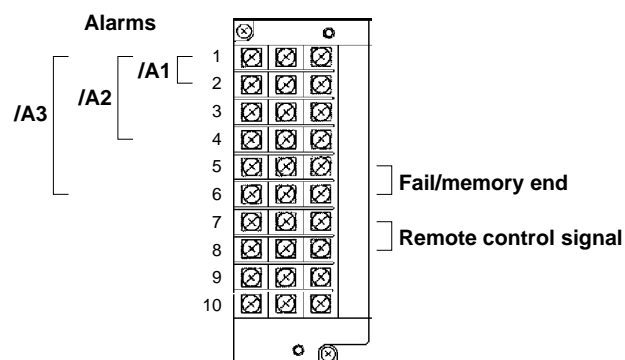 Alarms
/A1
/A2
/A3
1
2
3
4
5
6
7
8
9
10
Fail/memory end
Remote control signal